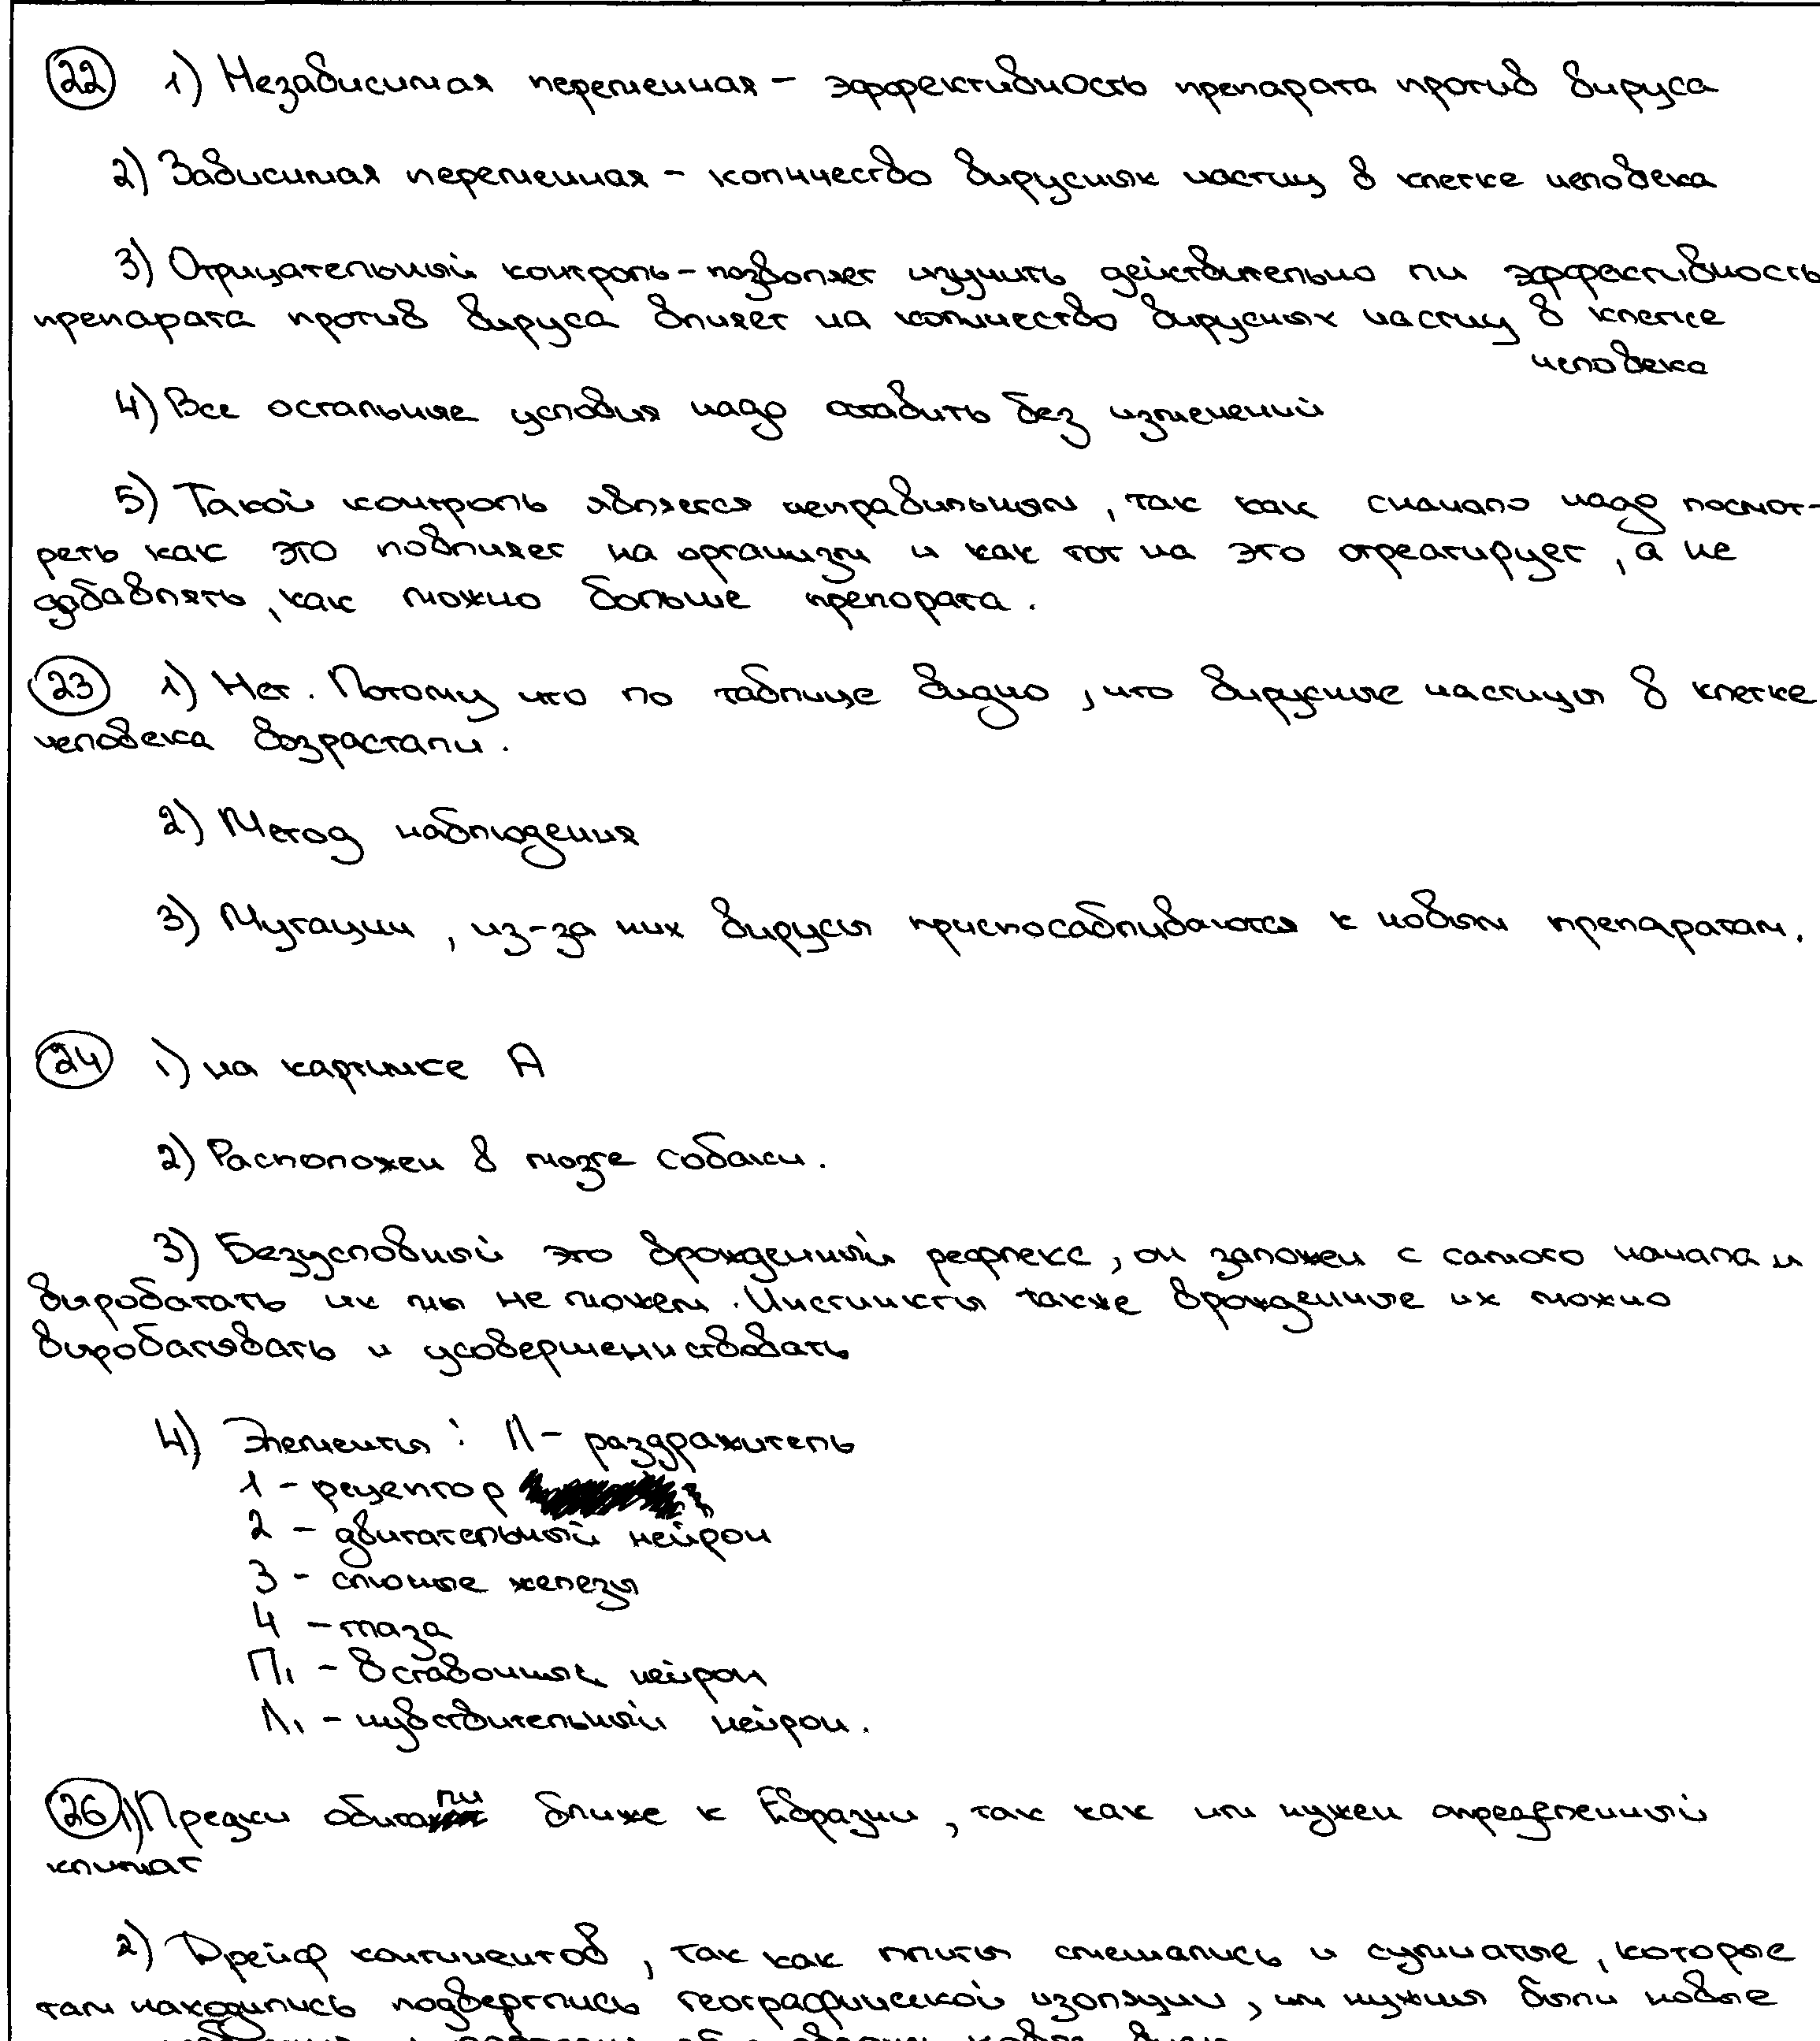 22 1) Независимая переменная – эффективность препарата против вируса
2) Зависимая переменная – количество вирусных частиц в клетке человека
3) Отрицательный контроль – позволяет изучить действительно ли эффективность
препарата против вируса влияет на количество вирусных частиц в клетке
человека
4) Все остальные условия надо оставить без изменений
5) Такой контроль является неправильным, так как сначало надо посмот-
реть как это повлияет на организм и как тот на это отреагирует, а не
добавлять, как можно больше препората.
23 1) Нет. Потому что по таблице видно, что вирусные частицы в клетке
человека возрастали.
2) Метод наблюдения
3) Мутации, из-за них вирусы приспосабливаются к новым препаратам.
24 1) на картинке А
2) Расположен в мозге собаки.
3) Безусловный это врожденный рефлекс, он заложен с самого начала и
выробатать их мы не можем. Инстинкты также врожденные их можно
выробатывать и усовершенствовать
4) Элементы: Л – раздражитель
1 – рецептор
2 – двигательный нейрон
3 – слюные железы
4 – глаза
П1 – вставочный нейрон
Л1 – чувствительный нейрон.
26 1) Предки обитали ближе к Евразии, так как им нужен определенный
климат
2) Дрейф континентов, так как плиты смешались и сумчатые, которые
там находились подверглись географической изоляции, им нужны были новые